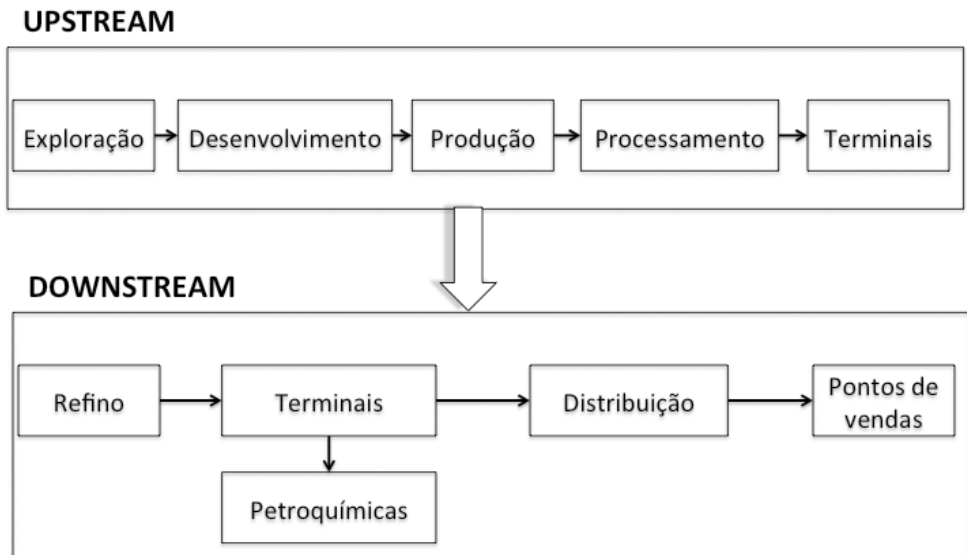 UPSTREAM
Exploração
Desenvolvimento
Produção
Processamento
Terminais
DOWNSTREAM
Refino
Terminais
Distribuição
Pontos de
vendas
Petroquímicas